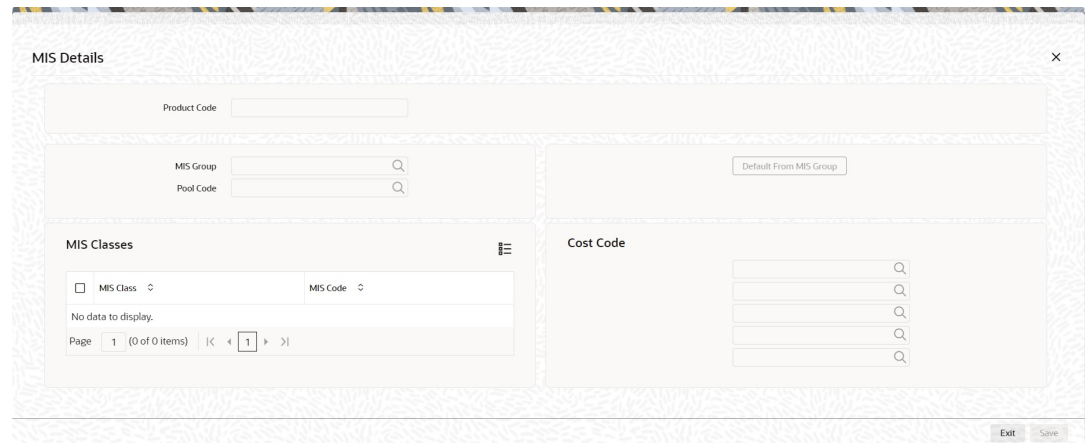 MIS Details
Product Code
MIS Group
Pool Code
Default From MIS Group
MIS Classes
MIS Class MIS Code
No data to display.
Page 1 (0 of 0 items) 1
Cost Code
Exit Save